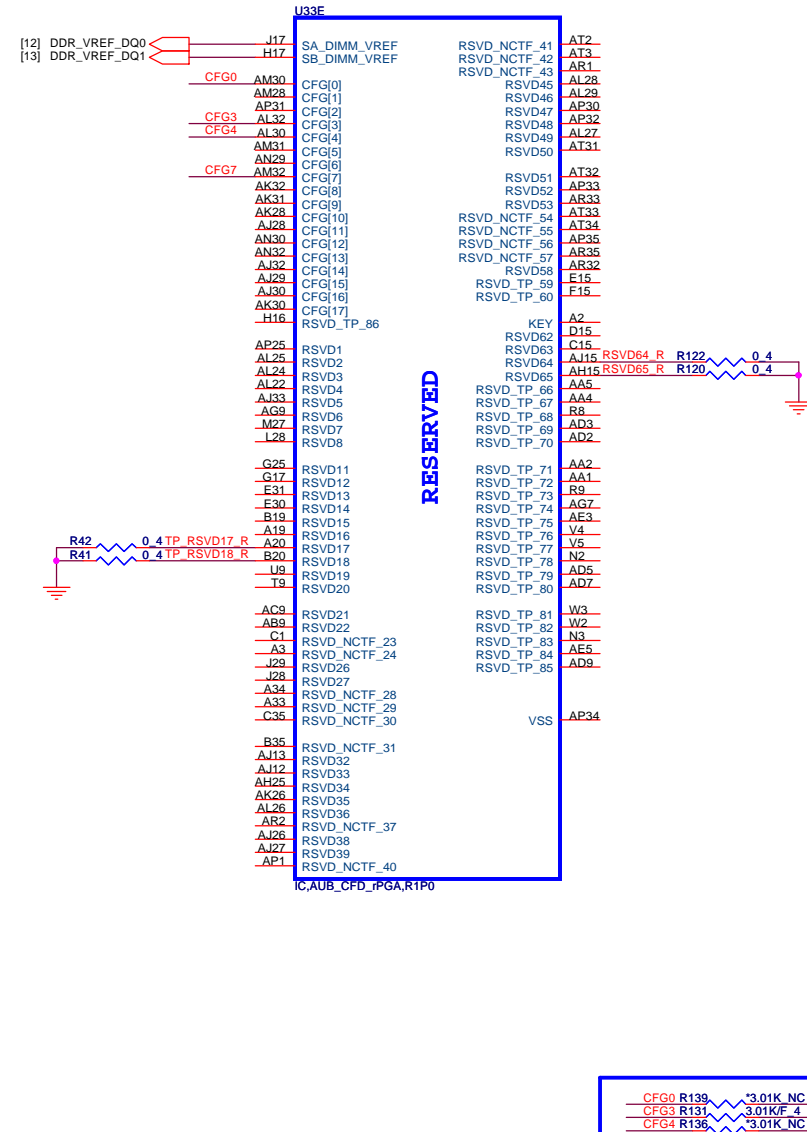 U33E
[12] DDR_VREF_DQ0 J17 SA_DIMM_VREF RSVD_NCTF_41 AT2
[13] DDR_VREF_DQ1 H17 SB_DIMM_VREF RSVD_NCTF_42 AT3
RSVD_NCTF_43 AR1
CFG0 AM30 CFG[0] RSVD45 AL28
AM28 CFG[1] RSVD46 AL29
AP31 CFG[2] RSVD47 AP30
CFG3 AL32 CFG[3] RSVD48 AP32
CFG4 AL30 CFG[4] RSVD49 AL27
AM31 CFG[5] RSVD50 AT31
AN29 CFG[6]
CFG7 AM32 CFG[7] RSVD51 AT32
AK32 CFG[8] RSVD52 AP33
AK31 CFG[9] RSVD53 AR33
AK28 CFG[10] RSVD_NCTF_54 AT33
AJ28 CFG[11] RSVD_NCTF_55 AT34
AN30 CFG[12] RSVD_NCTF_56 AP35
AN32 CFG[13] RSVD_NCTF_57 AR35
AJ32 CFG[14] RSVD58 AR32
AJ29 CFG[15] RSVD_TP_59 E15
AJ30 CFG[16] RSVD_TP_60 F15
AK30 CFG[17]
H16 RSVD_TP_86 KEY A2
RSVD62 D15
AP25 RSVD1 RSVD63 C15
AL25 RSVD2 RSVD64 AJ15 RSVD64_R R122 0_4
AL24 RSVD3 RSVD65 AH15 RSVD65_R R120 0_4
AL22 RSVD4 RSVD_TP_66 AA5
AJ33 RSVD5 RSVD_TP_67 AA4
AG9 RSVD6 RSVD_TP_68 R8
M27 RSVD7 RSVD_TP_69 AD3
L28 RSVD8 RSVD_TP_70 AD2
RESERVED
G25 RSVD11 RSVD_TP_71 AA2
G17 RSVD12 RSVD_TP_72 AA1
E31 RSVD13 RSVD_TP_73 R9
E30 RSVD14 RSVD_TP_74 AG7
B19 RSVD15 RSVD_TP_75 AE3
A19 RSVD16 RSVD_TP_76 V4
R42 0_4 TP_RSVD17_R A20 RSVD17 RSVD_TP_77 V5
R41 0_4 TP_RSVD18_R B20 RSVD18 RSVD_TP_78 N2
U9 RSVD19 RSVD_TP_79 AD5
T9 RSVD20 RSVD_TP_80 AD7
AC9 RSVD21 RSVD_TP_81 W3
AB9 RSVD22 RSVD_TP_82 W2
C1 RSVD_NCTF_23 RSVD_TP_83 N3
A3 RSVD_NCTF_24 RSVD_TP_84 AE5
J29 RSVD26 RSVD_TP_85 AD9
J28 RSVD27
A34 RSVD_NCTF_28
A33 RSVD_NCTF_29
C35 RSVD_NCTF_30 VSS AP34
B35 RSVD_NCTF_31
AJ13 RSVD32
AJ12 RSVD33
AH25 RSVD34
AK26 RSVD35
AL26 RSVD36
AR2 RSVD_NCTF_37
AJ26 RSVD38
AJ27 RSVD39
AP1 RSVD_NCTF_40
IC,AUB_CFD_rPGA,R1P0
CFG0 R139 *3.01K_NC
CFG3 R131 3.01K/F_4
CFG4 R136 *3.01K_NC